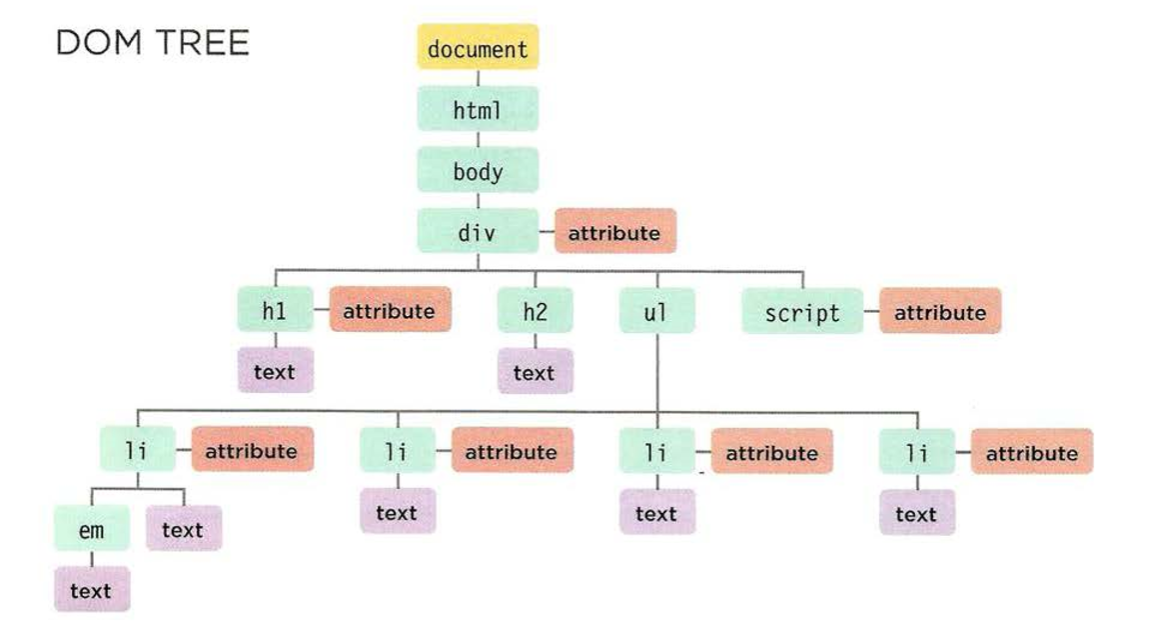 DOM TREE
document
html
body
div attribute
h1 attribute h2 ul script attribute
text text
li attribute li attribute li attribute li attribute
text text text
em text
text